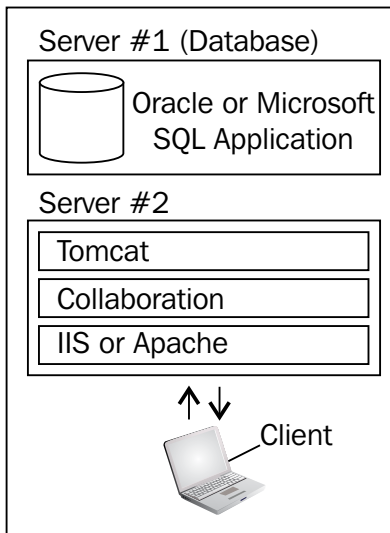 Server #1 (Database)
Oracle or Microsoft
SQL Application
Server #2
Tomcat
Collaboration
IIS or Apache
Client